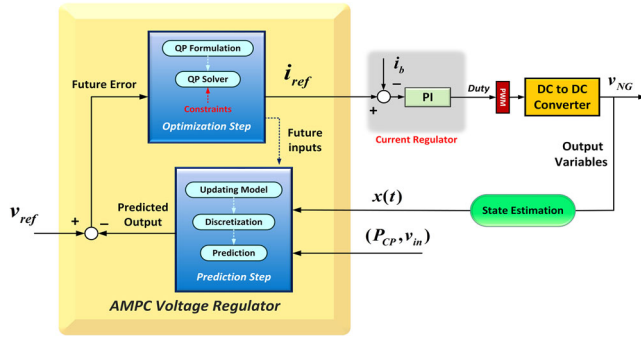 QP Formulation
QP Solver
Constraints
Optimization Step
Future Error
i_ref
i_b
+
−
PI
Current Regulator
Duty
PWM
DC to DC
Converter
v_NG
Output
Variables
Future
inputs
Updating Model
Discretization
Prediction
Prediction Step
x(t)
State Estimation
(P_CP, v_in)
Predicted
Output
v_ref
+
−
AMPC Voltage Regulator